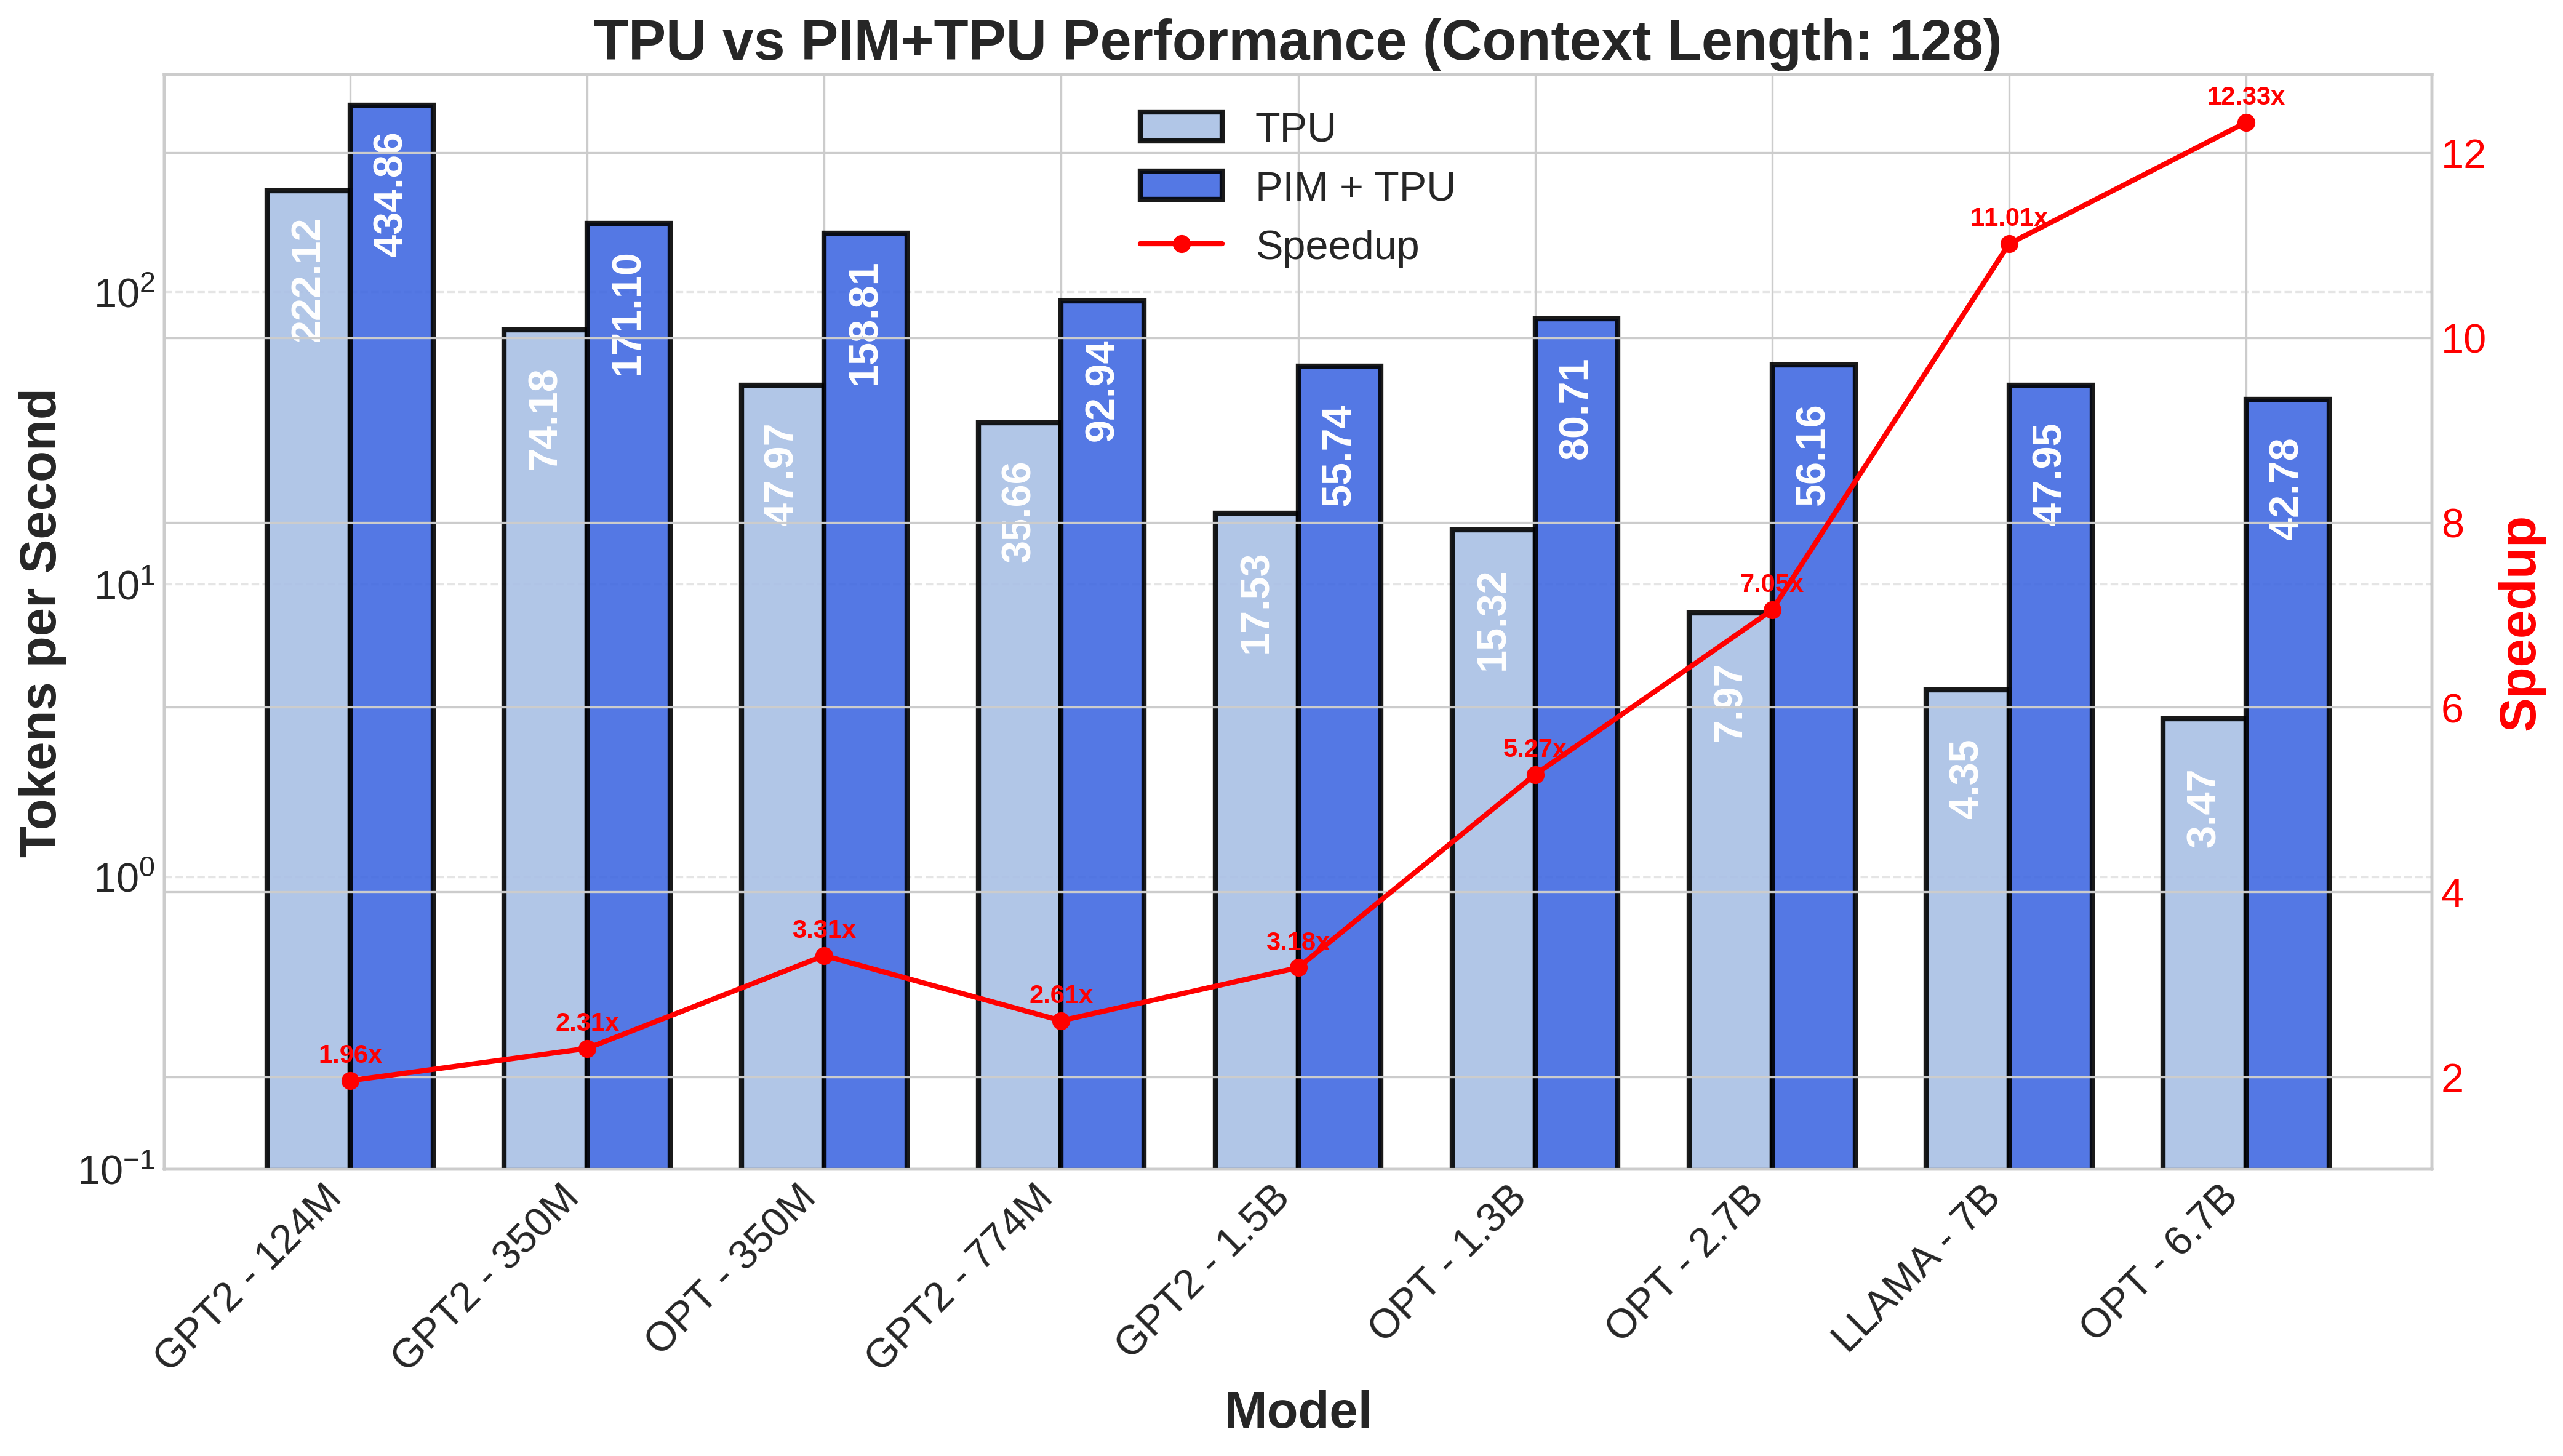 TPU vs PIM+TPU Performance (Context Length: 128)
TPU
PIM + TPU
Speedup
Tokens per Second
10²
10¹
10⁰
10⁻¹
222.12
434.86
74.18
171.10
47.97
158.81
35.66
92.94
17.53
55.74
15.32
80.71
7.97
56.16
4.35
47.95
3.47
42.78
1.96x
2.31x
3.31x
2.61x
3.18x
5.27x
7.05x
11.01x
12.33x
12
10
8
6
4
2
Speedup
GPT2 - 124M
GPT2 - 350M
OPT - 350M
GPT2 - 774M
GPT2 - 1.5B
OPT - 1.3B
OPT - 2.7B
LLAMA - 7B
OPT - 6.7B
Model